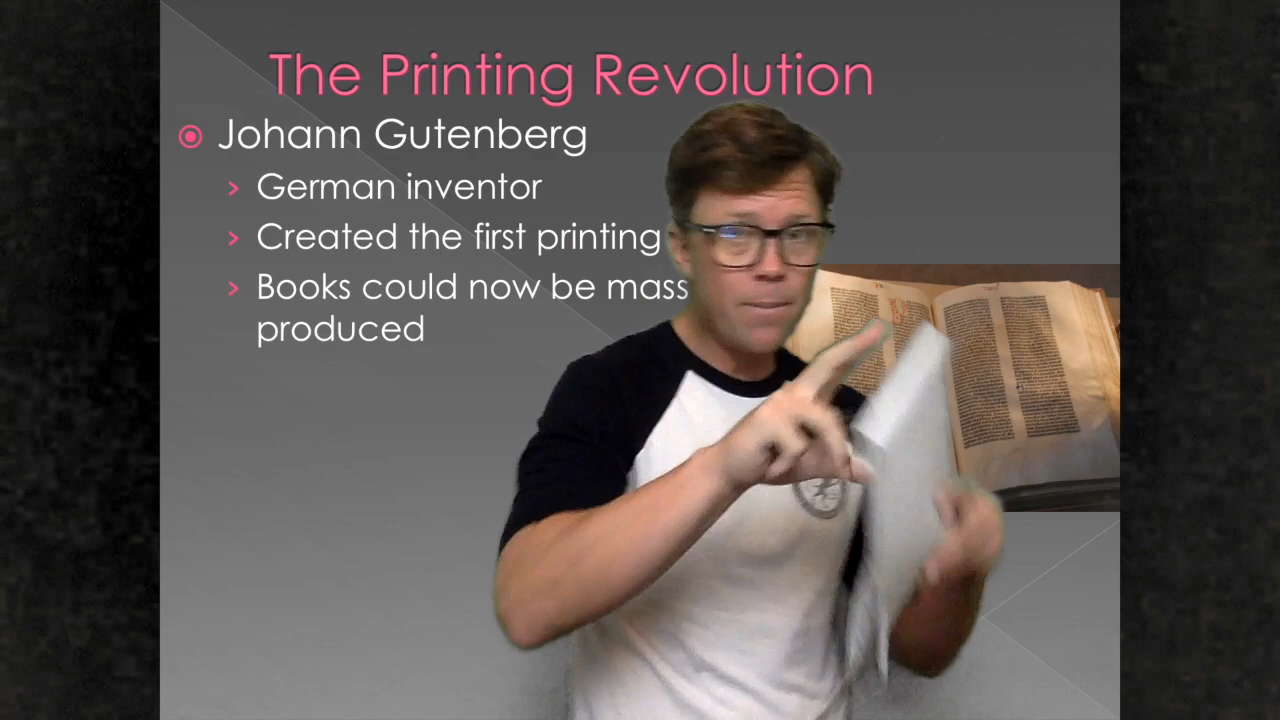 The Printing Revolution
Johann Gutenberg
German inventor
Created the first printing
Books could now be mass
produced